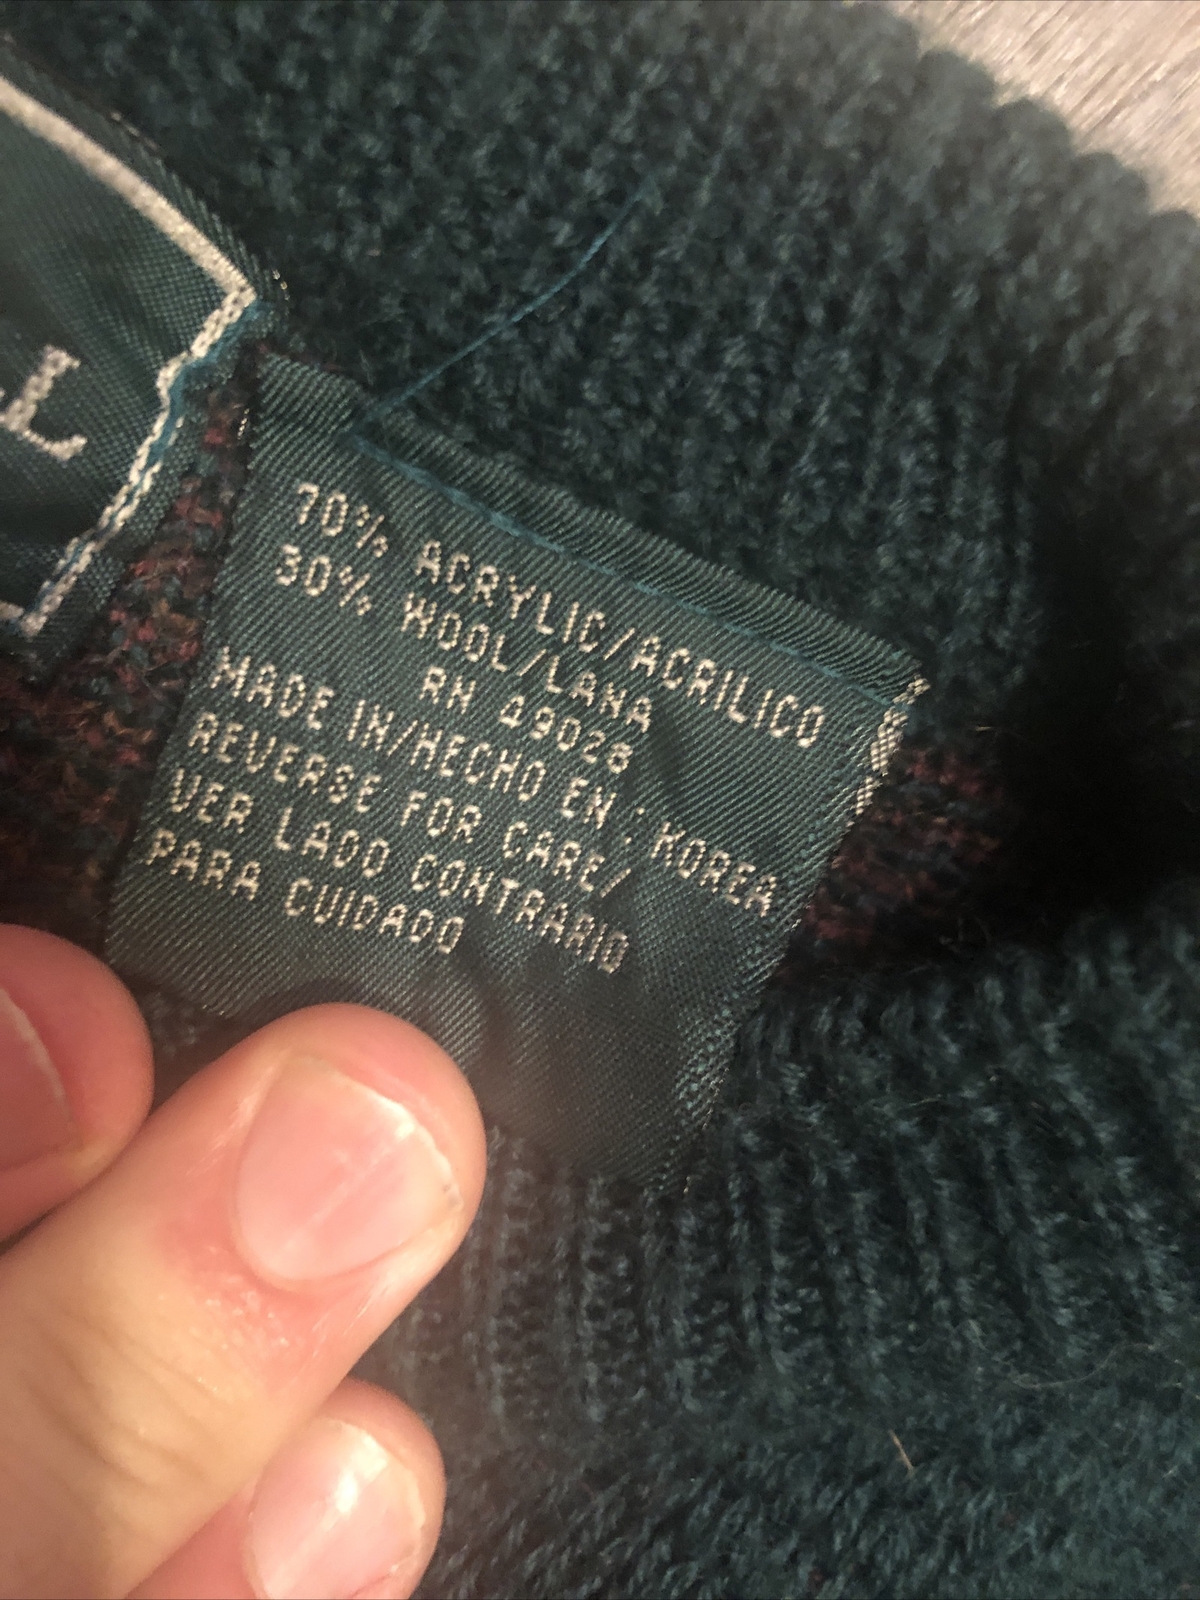 70% ACRYLIC/ACRILICO
30% WOOL/LANA
RN 49028
MADE IN/HECHO EN : KOREA
REVERSE FOR CARE/
VER LADO CONTRARIO
PARA CUIDADO